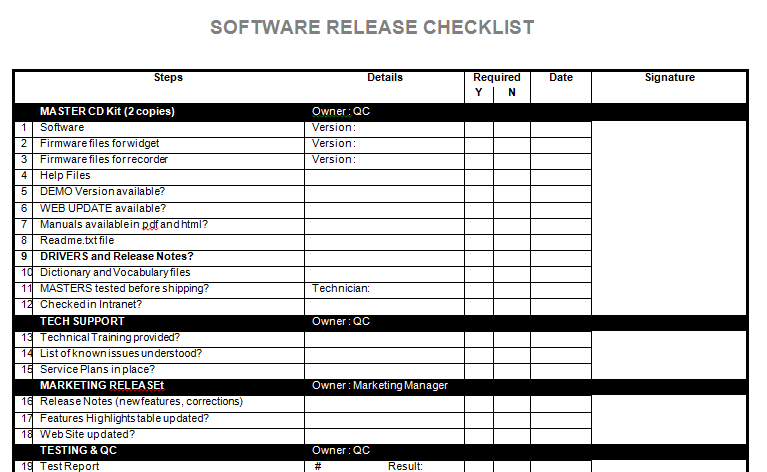 SOFTWARE RELEASE CHECKLIST
Steps Details Required Date Signature
Y N
MASTER CD Kit (2 copies) Owner: QC
1 Software Version:
2 Firmware files for widget Version:
3 Firmware files for recorder Version:
4 Help Files
5 DEMO Version available?
6 WEB UPDATE available?
7 Manuals available in pdf and html?
8 Readme.txt file
9 DRIVERS and Release Notes?
10 Dictionary and Vocabulary files
11 MASTERS tested before shipping? Technician:
12 Checked in Intranet?
TECH SUPPORT Owner: QC
13 Technical Training provided?
14 List of known issues understood?
15 Service Plans in place?
MARKETING RELEASEt Owner: Marketing Manager
16 Release Notes (new features, corrections)
17 Features Highlights table updated?
18 Web Site updated?
TESTING & QC Owner: QC
19 Test Report # Result: